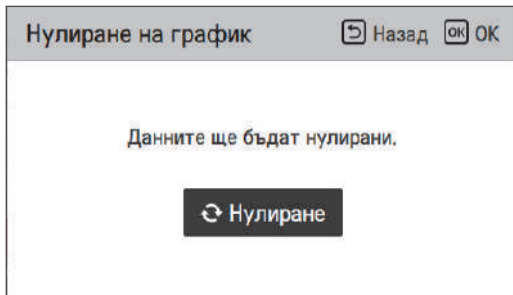 Нулиране на график Назад OK OK
Данните ще бъдат нулирани.
Нулиране